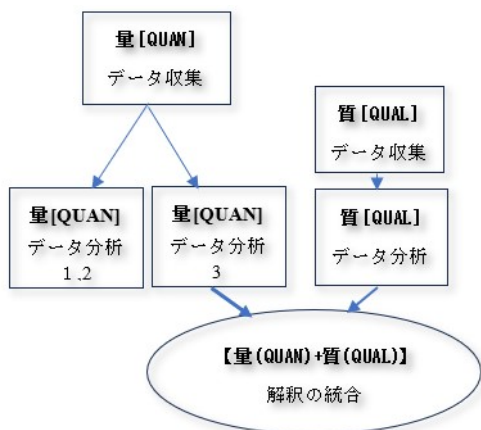 量[QUAN]
データ収集
質[QUAL]
データ収集
量[QUAN]
データ分析
1 ,2
量[QUAN]
データ分析
3
質[QUAL]
データ分析
【量(QUAN)+質(QUAL)】
解釈の統合